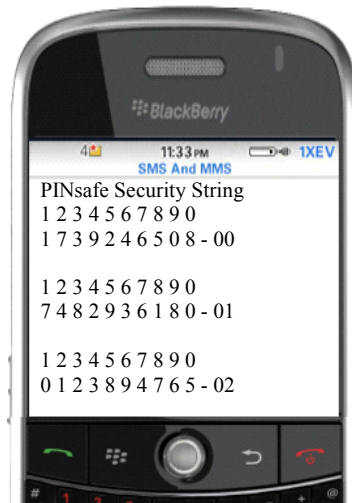 BlackBerry
4 11:33 PM 1XEV
SMS And MMS
PINsafe Security String
1 2 3 4 5 6 7 8 9 0
1 7 3 9 2 4 6 5 0 8 - 00
1 2 3 4 5 6 7 8 9 0
7 4 8 2 9 3 6 1 8 0 - 01
1 2 3 4 5 6 7 8 9 0
0 1 2 3 8 9 4 7 6 5 - 02
# 1 2 3 + @